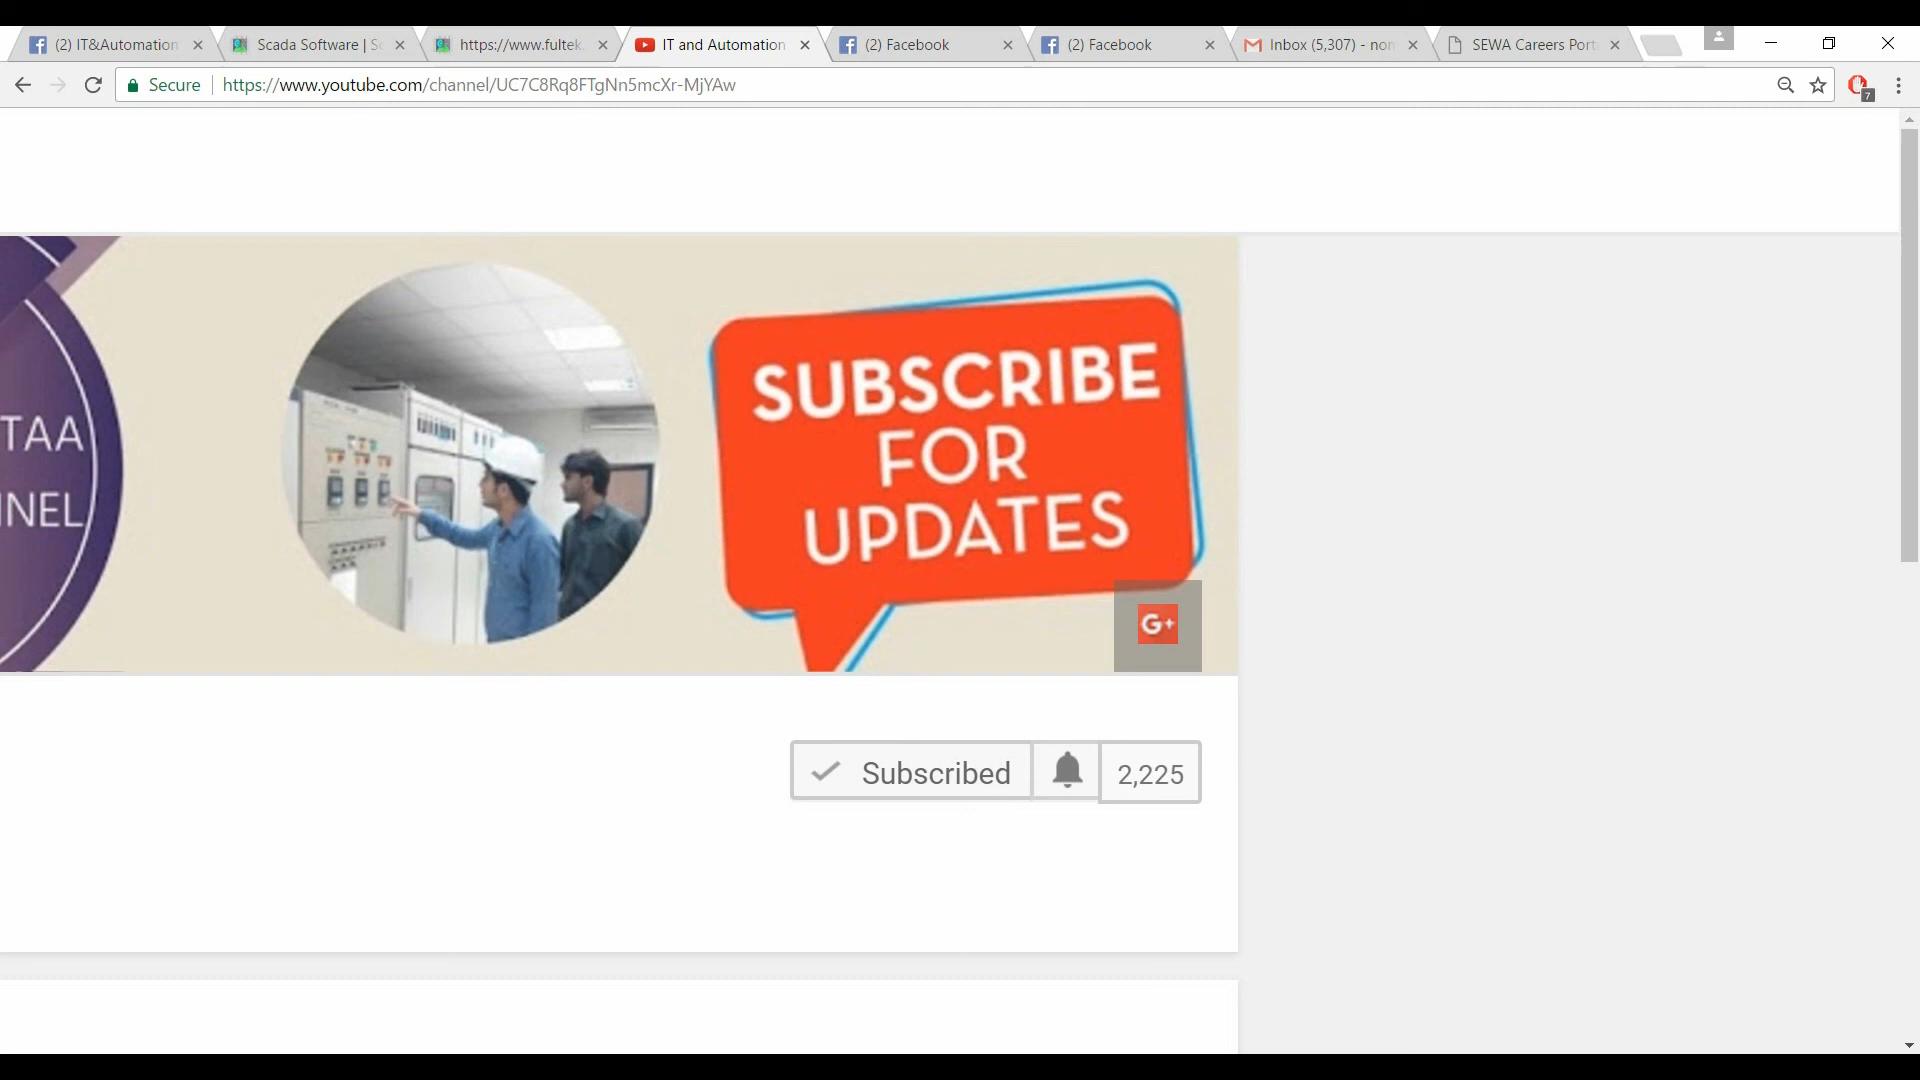 (2) IT&Automation
Scada Software | S
https://www.fultek.
IT and Automation
(2) Facebook
(2) Facebook
Inbox (5,307) - non
SEWA Careers Port
Secure
https://www.youtube.com/channel/UC7C8Rq8FTgNn5mcXr-MjYAw
7
TAA
NEL
SUBSCRIBE
FOR
UPDATES
G+
Subscribed
2,225